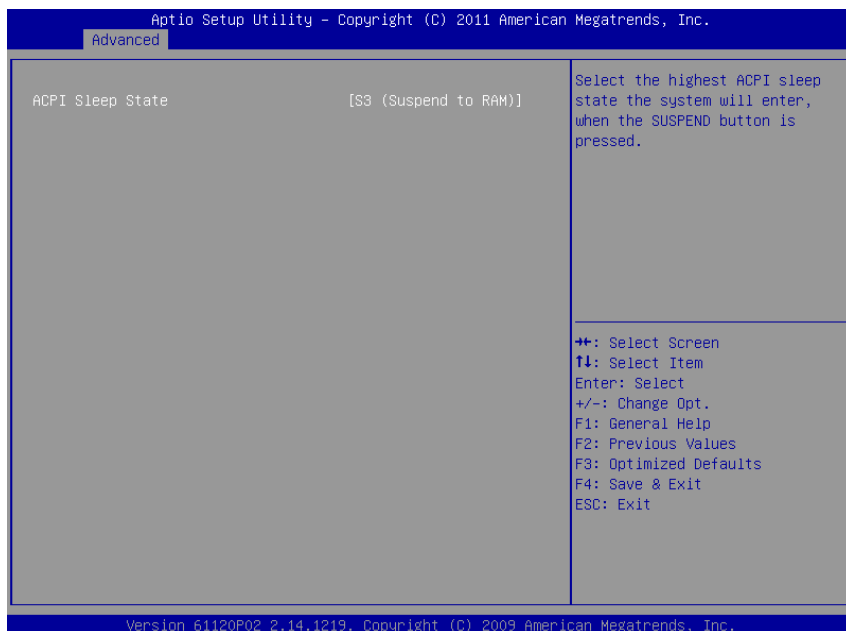 Aptio Setup Utility – Copyright (C) 2011 American Megatrends, Inc.
Advanced
ACPI Sleep State [S3 (Suspend to RAM)]
Select the highest ACPI sleep
state the system will enter,
when the SUSPEND button is
pressed.
→←: Select Screen
↑↓: Select Item
Enter: Select
+/-: Change Opt.
F1: General Help
F2: Previous Values
F3: Optimized Defaults
F4: Save & Exit
ESC: Exit
Version 61120P02 2.14.1219. Copyright (C) 2009 American Megatrends, Inc.